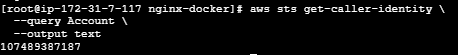 [root@ip-172-31-7-117 nginx-docker]# aws sts get-caller-identity \
  --query Account \
  --output text
107489387187